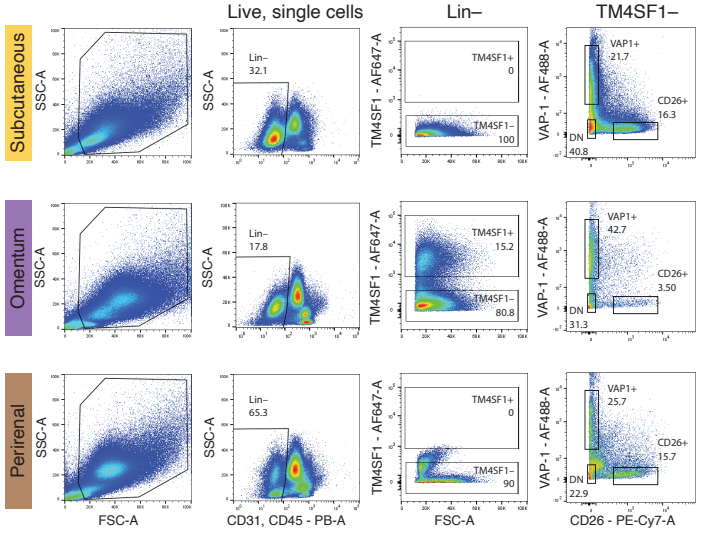 Live, single cells
Lin–
TM4SF1–
Subcutaneous
SSC-A
SSC-A
Lin–
32.1
TM4SF1 - AF647-A
TM4SF1+
0
TM4SF1–
100
VAP-1 - AF488-A
VAP1+
21.7
CD26+
16.3
DN
40.8
Omentum
SSC-A
SSC-A
Lin–
17.8
TM4SF1 - AF647-A
TM4SF1+
15.2
TM4SF1–
80.8
VAP-1 - AF488-A
VAP1+
42.7
CD26+
3.50
DN
31.3
Perirenal
SSC-A
SSC-A
Lin–
65.3
TM4SF1 - AF647-A
TM4SF1+
0
TM4SF1–
90
VAP-1 - AF488-A
VAP1+
25.7
CD26+
15.7
DN
22.9
FSC-A
CD31, CD45 - PB-A
FSC-A
CD26 - PE-Cy7-A